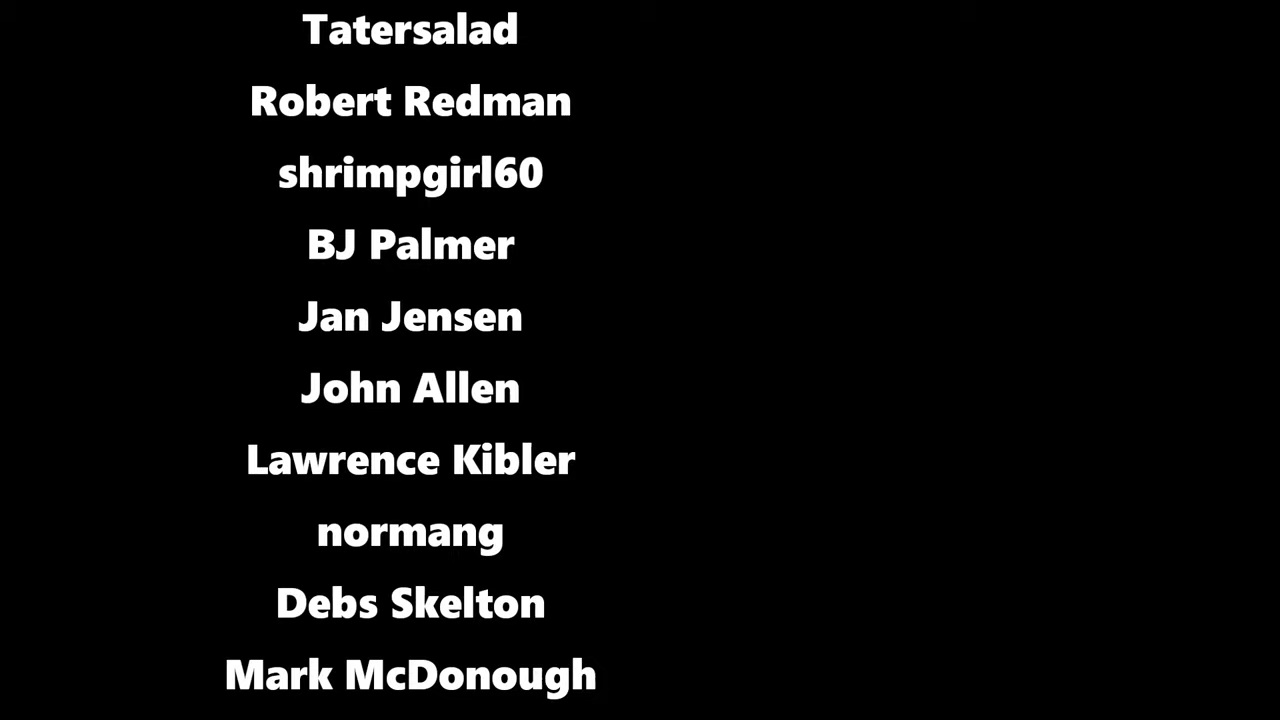 Tatersalad
Robert Redman
shrimpgirl60
BJ Palmer
Jan Jensen
John Allen
Lawrence Kibler
normang
Debs Skelton
Mark McDonough